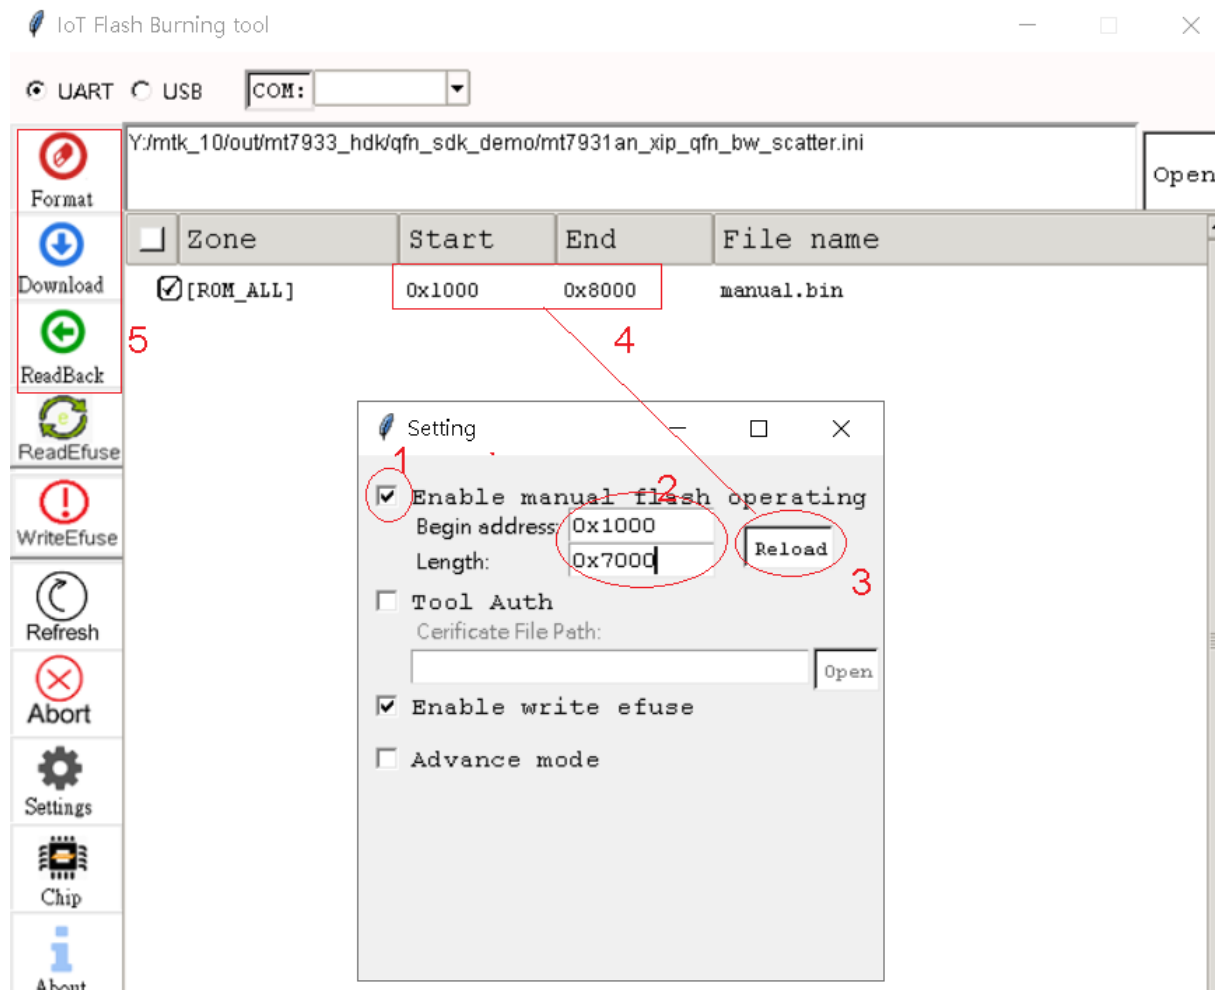 IoT Flash Burning tool
UART USB COM:
Y:/mtk_10/out/mt7933_hdk/qfn_sdk_demo/mt7931an_xip_qfn_bw_scatter.ini
Open
Format
Zone Start End File name
Download
[ROM_ALL] 0x1000 0x8000 manual.bin
5
4
ReadBack
ReadEfuse
WriteEfuse
Refresh
Abort
Settings
Chip
About
Setting
1
2
Enable manual flash operating
Begin address: 0x1000
Reload
Length: 0x7000
3
Tool Auth
Cerificate File Path:
Open
Enable write efuse
Advance mode